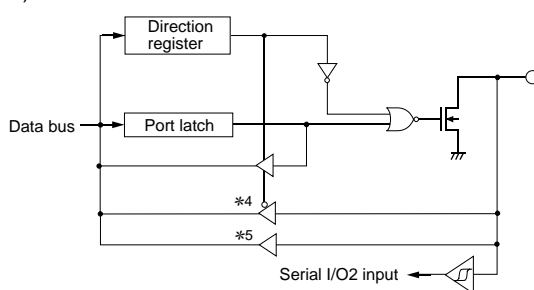 Direction
register
Data bus
Port latch
*4
*5
Serial I/O2 input